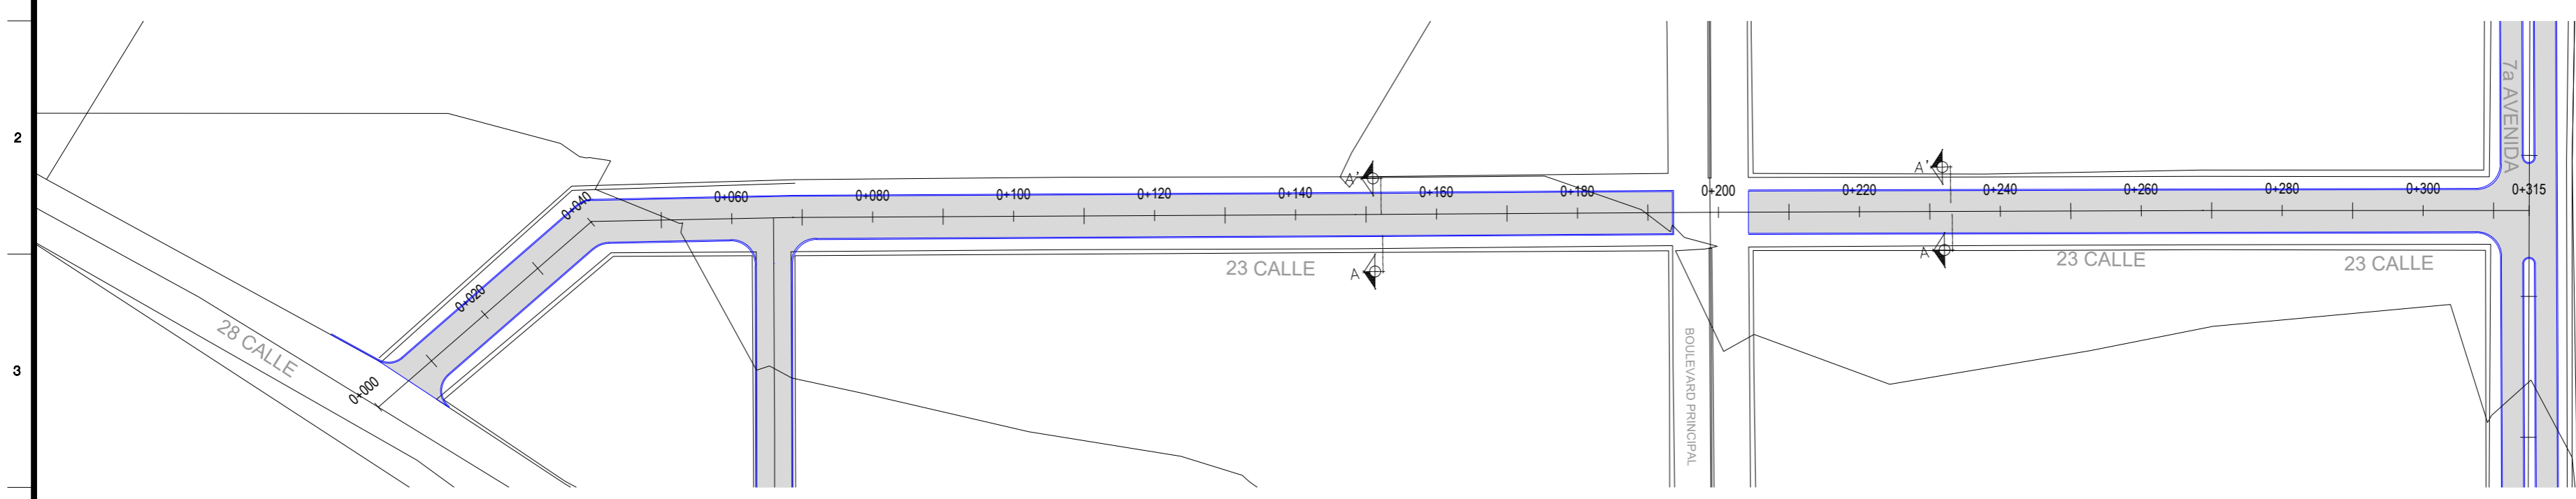 2
3
28 CALLE
0+000
0+020
0+040
0+060
0+080
0+100
0+120
0+140
0+160
0+180
0+200
0+220
0+240
0+260
0+280
0+300
0+315
A'
A
A'
A
23 CALLE
23 CALLE
23 CALLE
BOULEVARD PRINCIPAL
7a AVENIDA